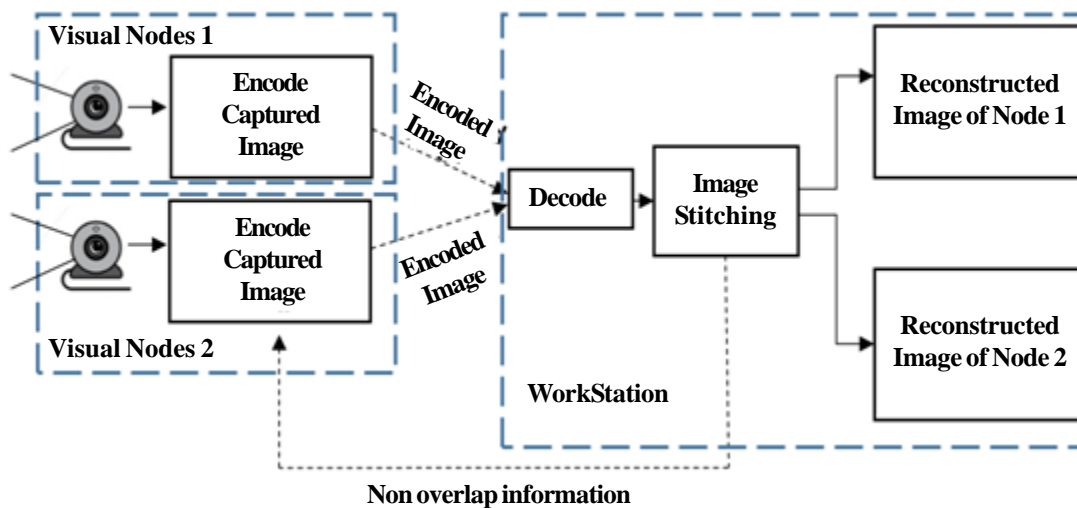 Visual Nodes 1
Encode
Captured
Image
Encoded
Image
Visual Nodes 2
Encode
Captured
Image
Encoded
Image
Decode
Image
Stitching
Reconstructed
Image of Node 1
Reconstructed
Image of Node 2
WorkStation
Non overlap information